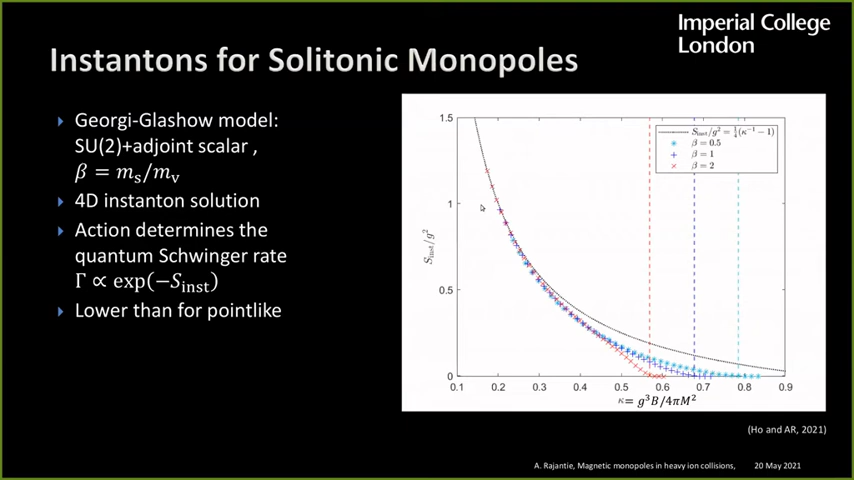 Imperial College
London
Instantons for Solitonic Monopoles
Georgi-Glashow model:
SU(2)+adjoint scalar ,
β = m_s/m_v
4D instanton solution
Action determines the
quantum Schwinger rate
Γ ∝ exp(−S_inst)
Lower than for pointlike
1.5
1
0.5
0
S_inst/g²
S_inst/g² = ¼(κ⁻¹ − 1)
β = 0.5
β = 1
β = 2
0.1 0.2 0.3 0.4 0.5 0.6 0.7 0.8 0.9
κ= g³B/4πM²
(Ho and AR, 2021)
A. Rajantie, Magnetic monopoles in heavy ion collisions, 20 May 2021